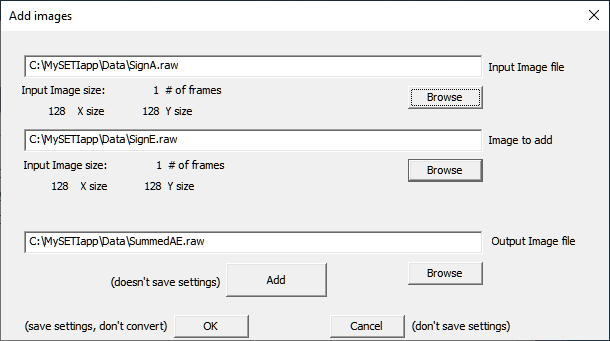 Add images
C:\MySETIapp\Data\SignA.raw Input Image file
Input Image size: 1 # of frames Browse
128 X size 128 Y size
C:\MySETIapp\Data\SignE.raw Image to add
Input Image size: 1 # of frames Browse
128 X size 128 Y size
C:\MySETIapp\Data\SummedAE.raw Output Image file
(doesn't save settings) Add Browse
(save settings, don't convert) OK Cancel (don't save settings)